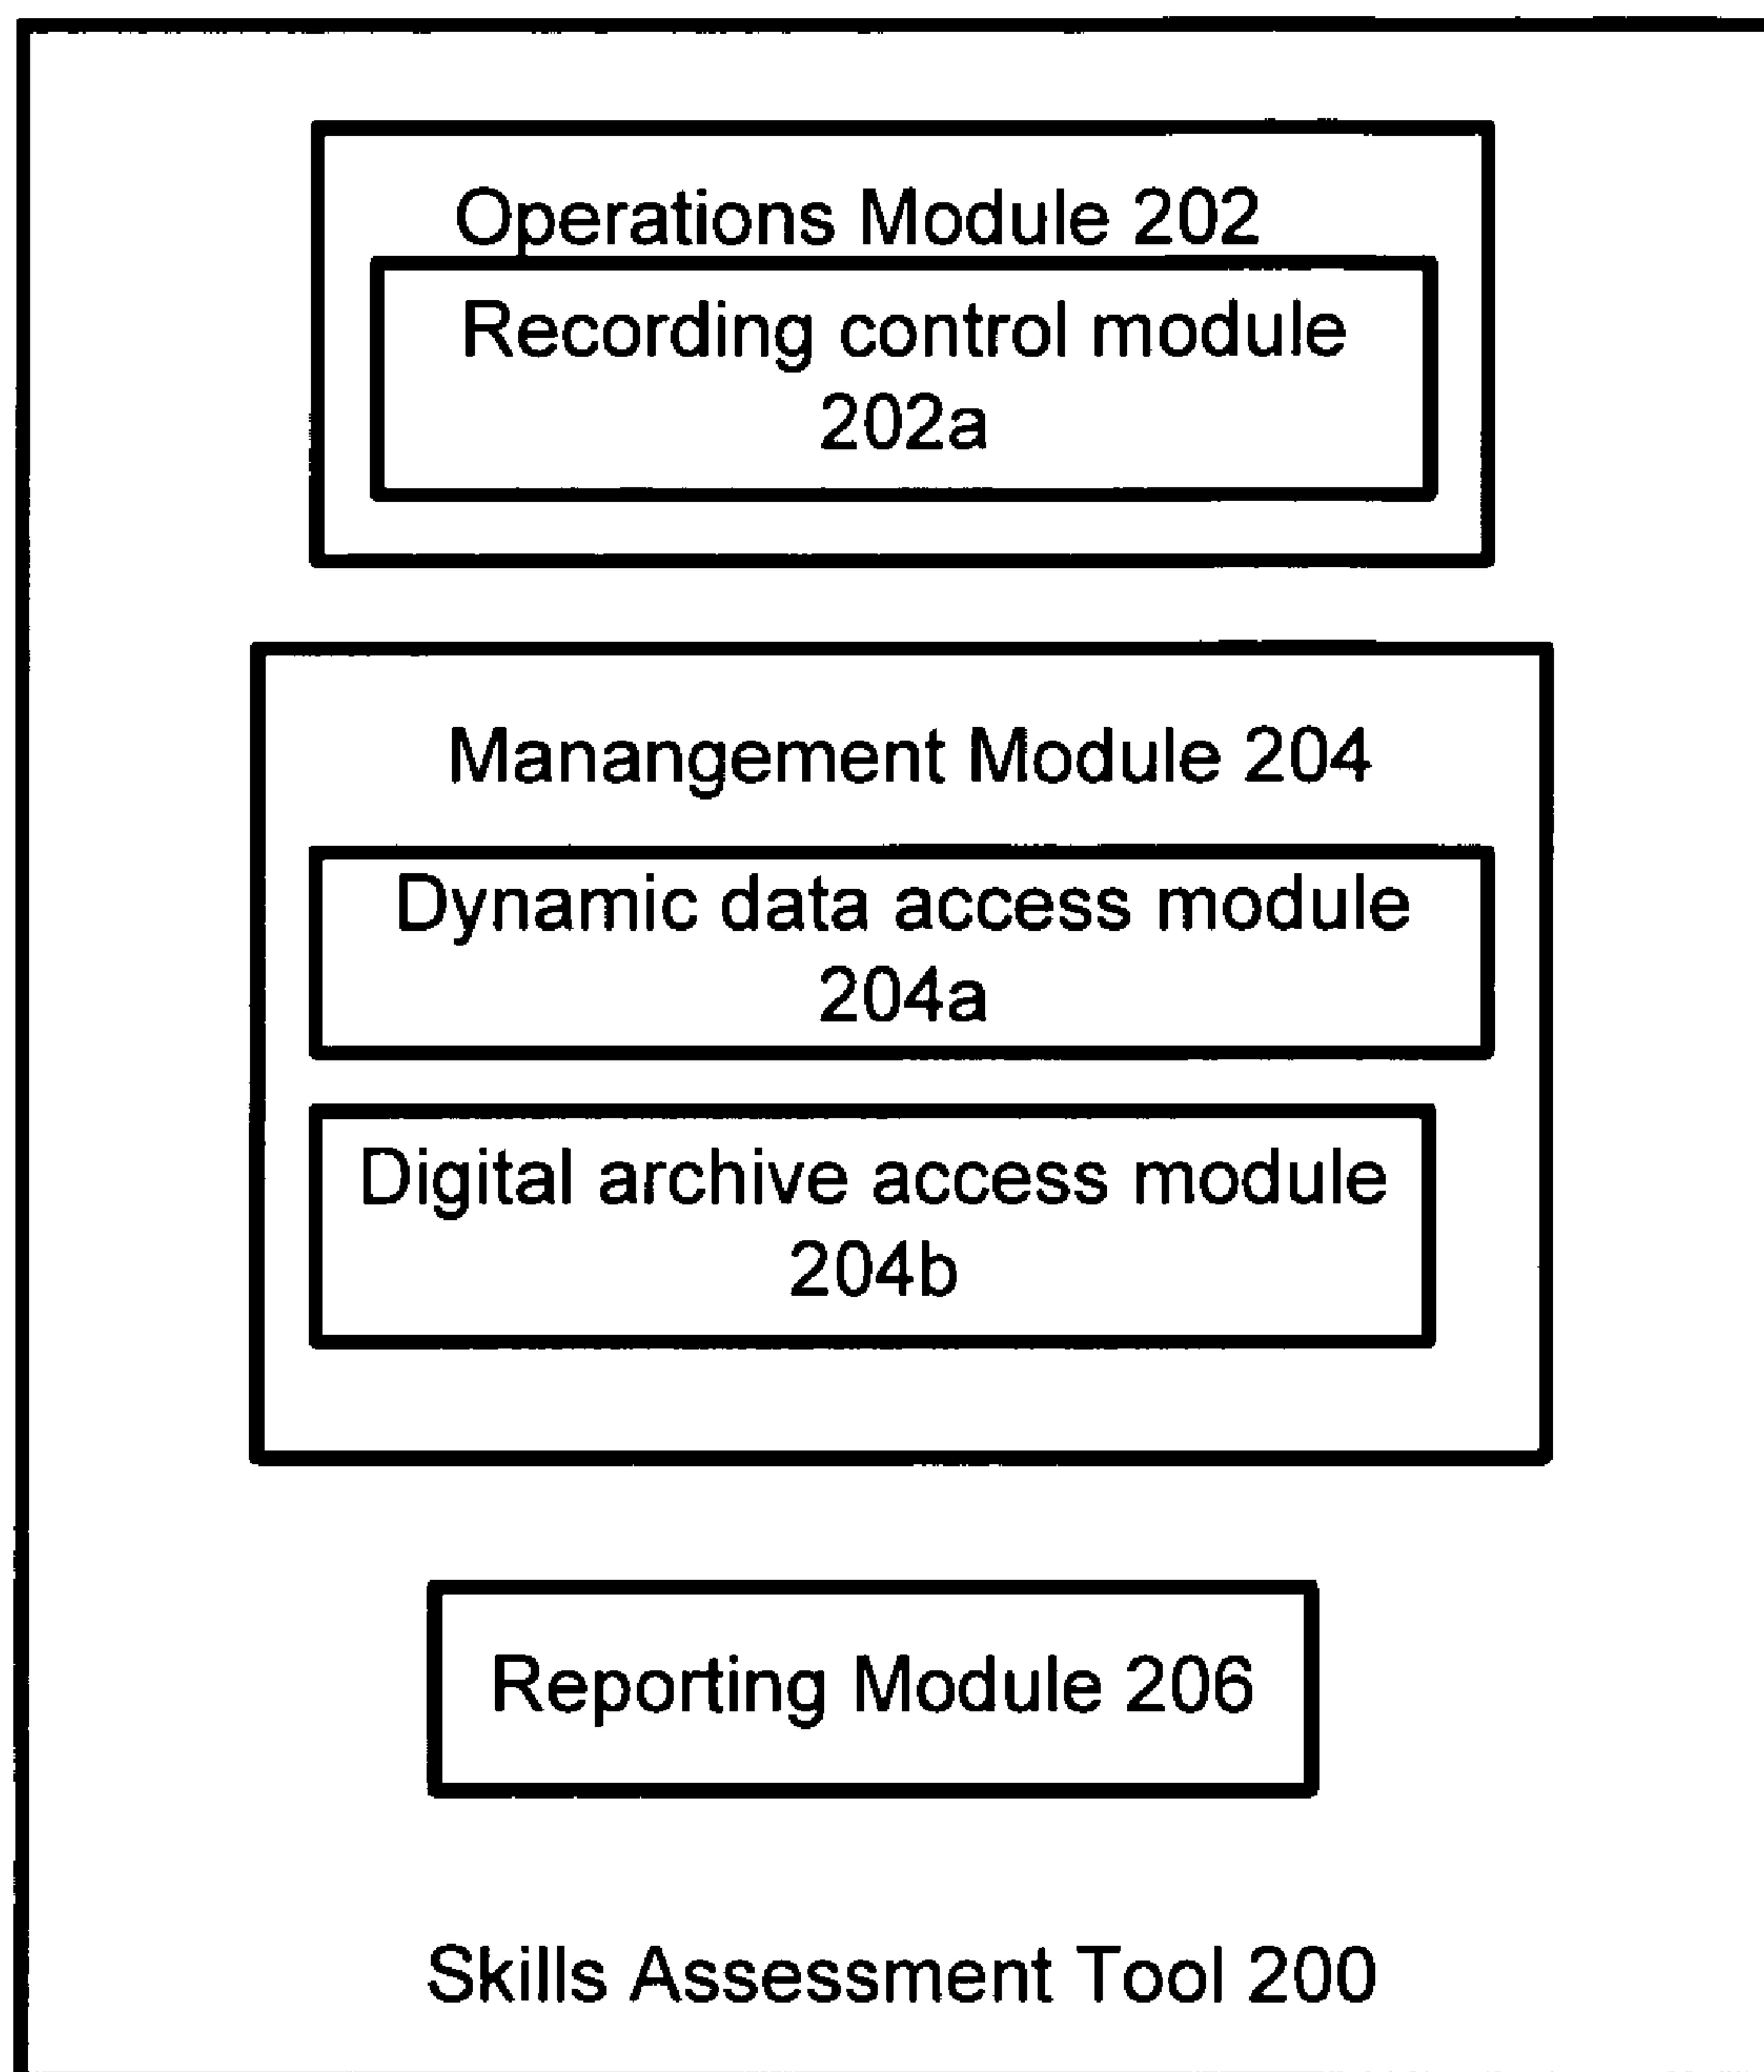 Operations Module 202
Recording control module
202a
Manangement Module 204
Dynamic data access module
204a
Digital archive access module
204b
Reporting Module 206
Skills Assessment Tool 200